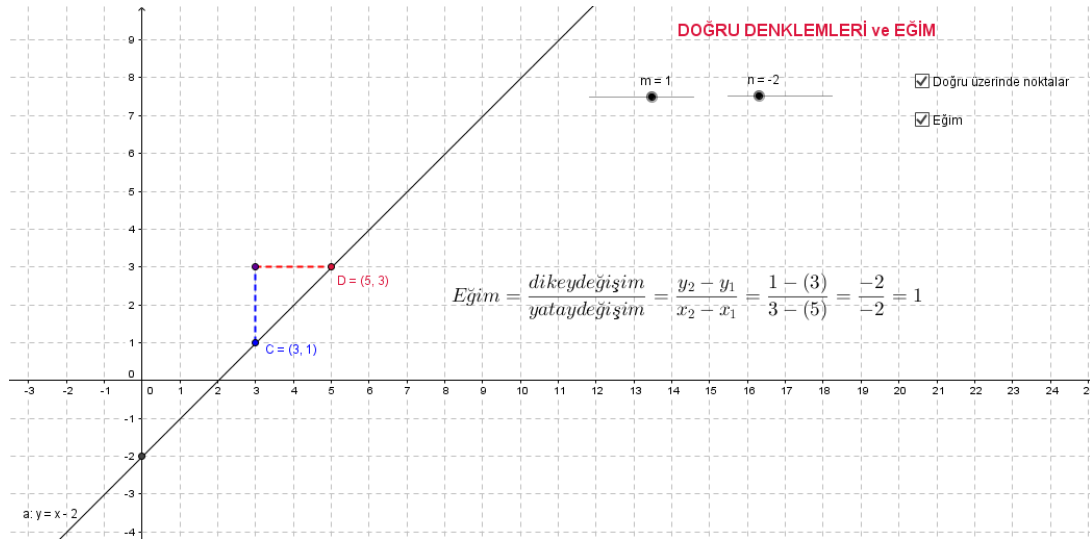 DOĞRU DENKLEMLERİ ve EĞİM
m = 1
n = -2
Doğru üzerinde noktalar
Eğim
9
8
7
6
5
4
3
2
1
0
-1
-2
-3
-4
D = (5, 3)
C = (3, 1)
Eğim = dikeydeğişim / yataydeğişim = y₂ − y₁ / x₂ − x₁ = 1 − (3) / 3 − (5) = −2 / −2 = 1
-3 -2 -1 0 1 2 3 4 5 6 7 8 9 10 11 12 13 14 15 16 17 18 19 20 21 22 23 24
a: y = x - 2